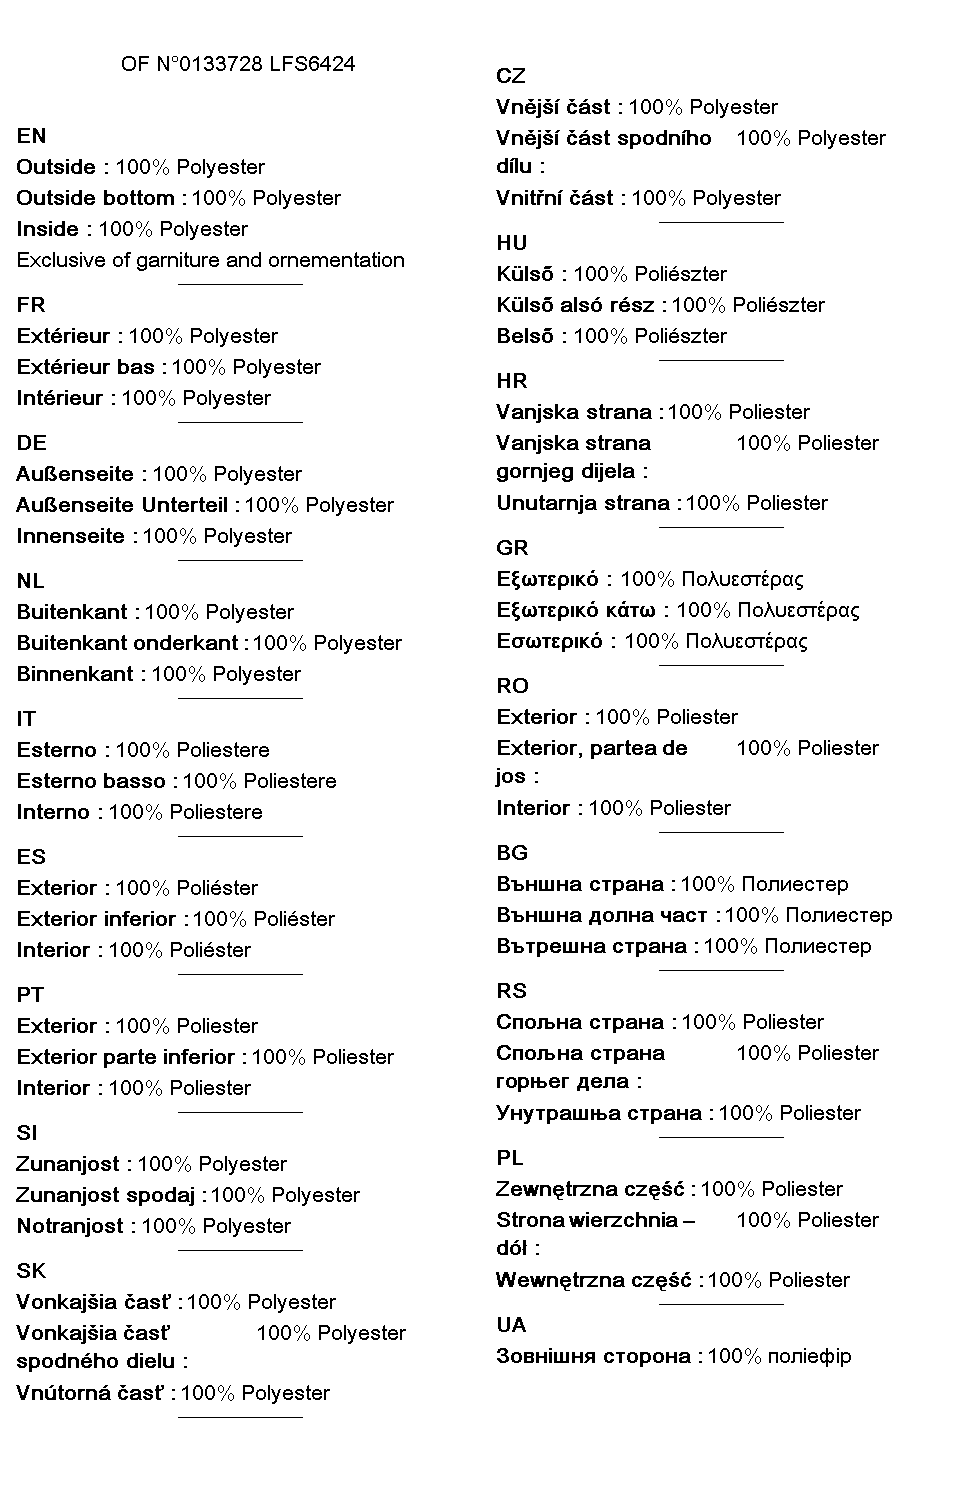 OF N°0133728 LFS6424
EN
Outside : 100% Polyester
Outside bottom : 100% Polyester
Inside : 100% Polyester
Exclusive of garniture and ornementation
FR
Extérieur : 100% Polyester
Extérieur bas : 100% Polyester
Intérieur : 100% Polyester
DE
Außenseite : 100% Polyester
Außenseite Unterteil : 100% Polyester
Innenseite : 100% Polyester
NL
Buitenkant : 100% Polyester
Buitenkant onderkant : 100% Polyester
Binnenkant : 100% Polyester
IT
Esterno : 100% Poliestere
Esterno basso : 100% Poliestere
Interno : 100% Poliestere
ES
Exterior : 100% Poliéster
Exterior inferior : 100% Poliéster
Interior : 100% Poliéster
PT
Exterior : 100% Poliester
Exterior parte inferior : 100% Poliester
Interior : 100% Poliester
SI
Zunanjost : 100% Polyester
Zunanjost spodaj : 100% Polyester
Notranjost : 100% Polyester
SK
Vonkajšia časť : 100% Polyester
Vonkajšia časť 100% Polyester
spodného dielu :
Vnútorná časť : 100% Polyester
CZ
Vnější část : 100% Polyester
Vnější část spodního 100% Polyester
dílu :
Vnitřní část : 100% Polyester
HU
Külsõ : 100% Poliészter
Külsõ alsó rész : 100% Poliészter
Belsõ : 100% Poliészter
HR
Vanjska strana : 100% Poliester
Vanjska strana 100% Poliester
gornjeg dijela :
Unutarnja strana : 100% Poliester
GR
Εξωτερικό : 100% Πολυεστέρας
Εξωτερικό κάτω : 100% Πολυεστέρας
Εσωτερικό : 100% Πολυεστέρας
RO
Exterior : 100% Poliester
Exterior, partea de 100% Poliester
jos :
Interior : 100% Poliester
BG
Външна страна : 100% Полиестер
Външна долна част : 100% Полиестер
Вътрешна страна : 100% Полиестер
RS
Спољна страна : 100% Poliester
Спољна страна 100% Poliester
горњег дела :
Унутрашња страна : 100% Poliester
PL
Zewnętrzna część : 100% Poliester
Strona wierzchnia – 100% Poliester
dół :
Wewnętrzna część : 100% Poliester
UA
Зовнішня сторона : 100% поліефір